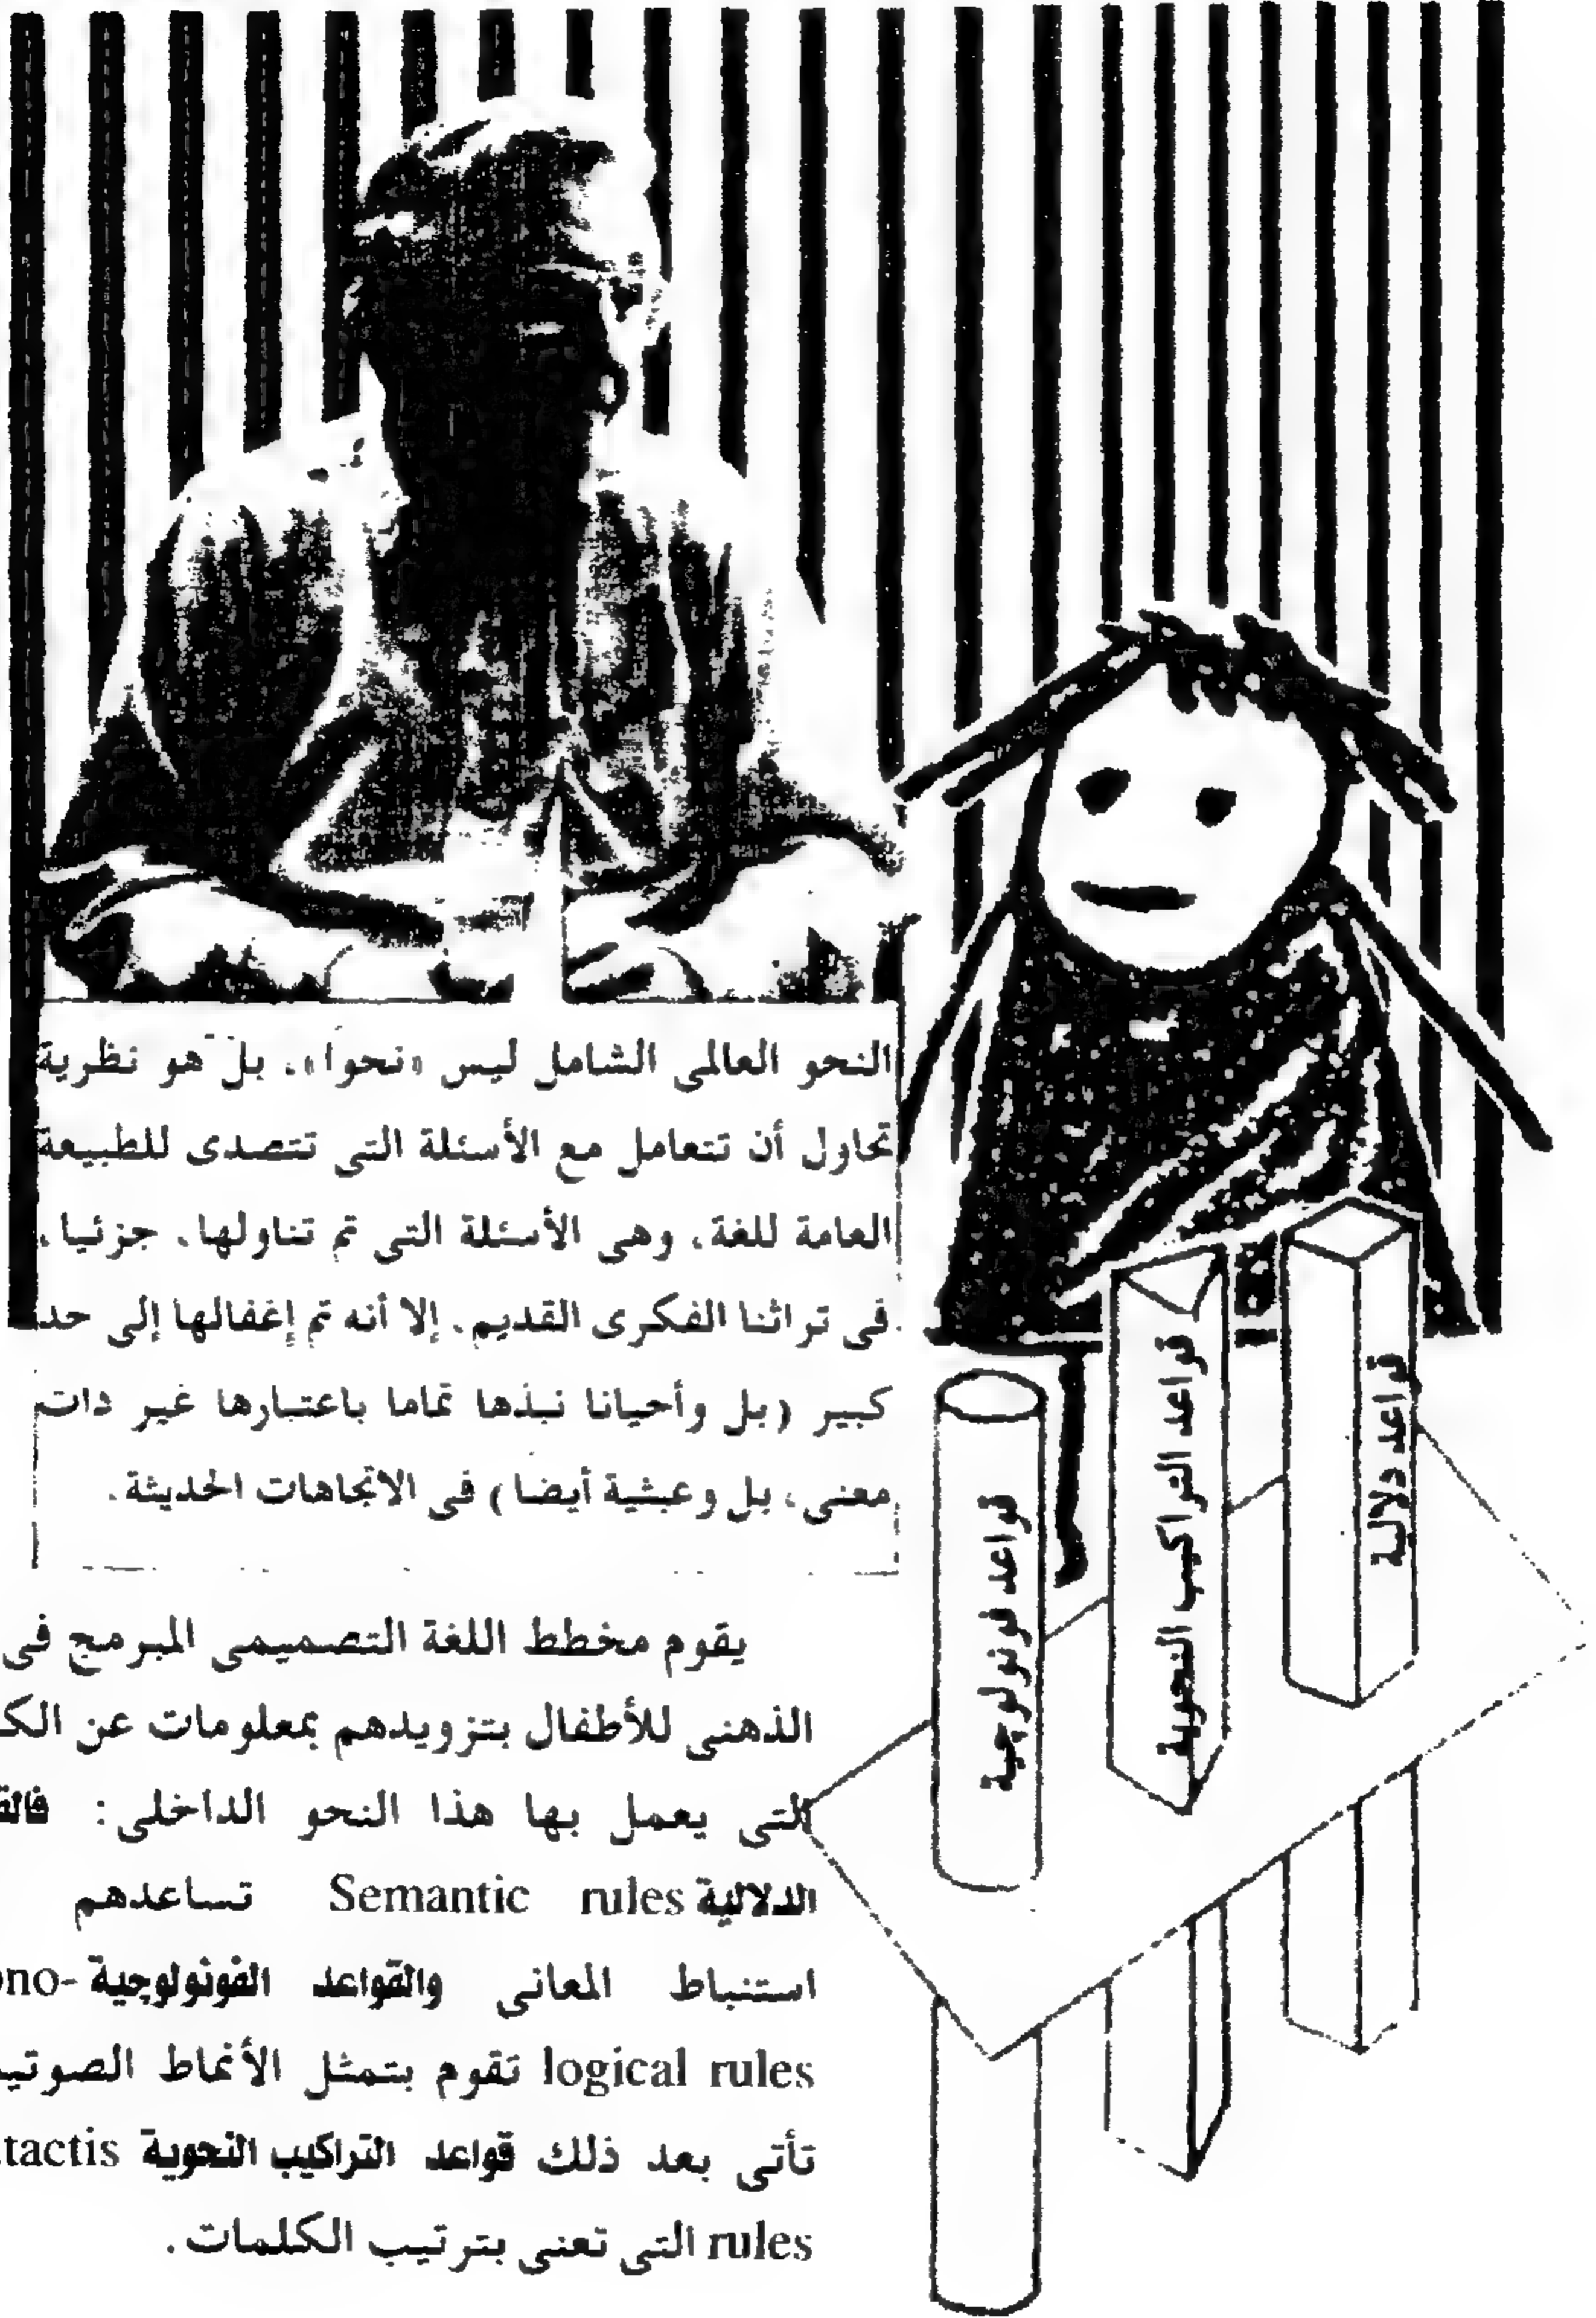 النحو العالمى الشامل ليس «نحوا»، بل هو نظرية
تحاول أن تتعامل مع الأسئلة التى تتصدى للطبيعة
العامة للغة، وهى الأسئلة التى تم تناولها، جزئيا،
فى تراثنا الفكرى القديم. إلا أنه تم إغفالها إلى حد
كبير (بل وأحيانا نبذها تماما باعتبارها غير ذات
معنى، بل وعبثية أيضا) فى الاتجاهات الحديثة.
يقوم مخطط اللغة التصميمى المبرمج فى
الذهنى للأطفال بتزويدهم بمعلومات عن
التى يعمل بها هذا النحو الداخلى:
الدلالية Semantic rules تساعدهم
استنباط المعانى والقواعد الفونولوجية no-
logical rules تقوم بتمثل الأنماط
تأتى بعد ذلك قواعد التراكيب النحوية tactis
rules التى تعنى بترتيب الكلمات.
قواعد فونولوجية
قواعد التراكيب النحوية
قواعد دلالية